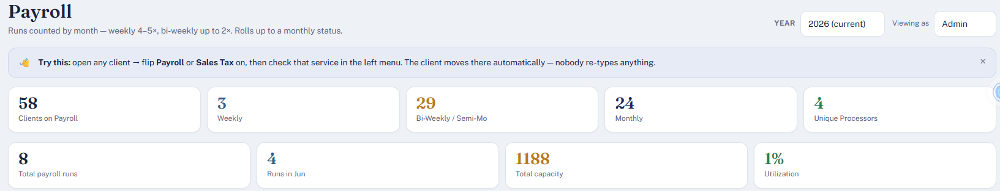 Payroll
Runs counted by month — weekly 4–5×, bi-weekly up to 2×. Rolls up to a monthly status.
YEAR 2026 (current) Viewing as Admin
👋 Try this: open any client → flip Payroll or Sales Tax on, then check that service in the left menu. The client moves there automatically — nobody re-types anything. ×
58 3 29 24 4
Clients on Payroll Weekly Bi-Weekly / Semi-Mo Monthly Unique Processors
8 4 1188 1%
Total payroll runs Runs in Jun Total capacity Utilization